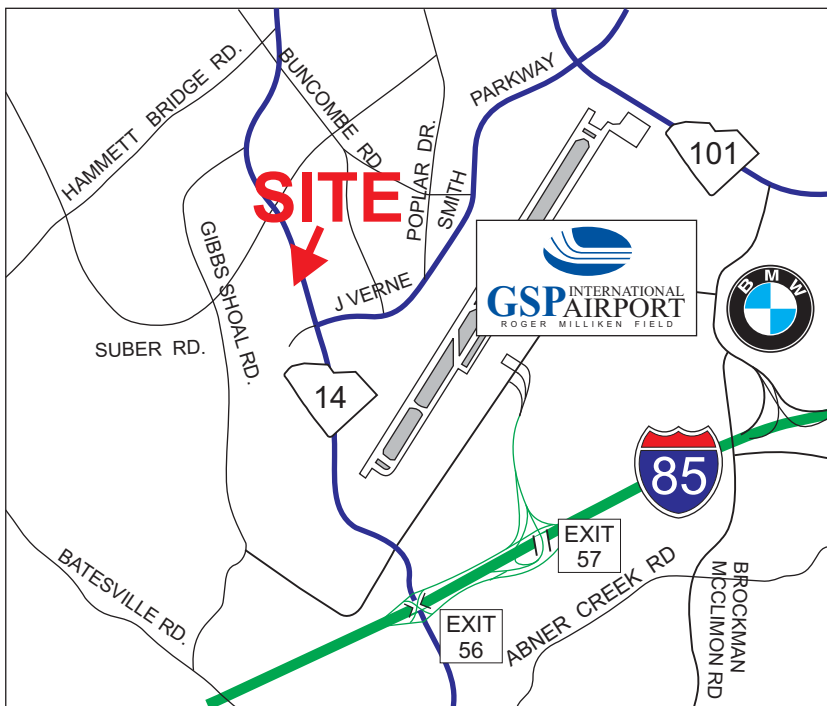 HAMMETT BRIDGE RD.
BUNCOMBE RD
POPLAR DR.
PARKWAY
SMITH
J VERNE
101
SITE
GIBBS SHOAL RD.
SUBER RD.
14
GSP INTERNATIONAL AIRPORT
ROGER MILLIKEN FIELD
BMW
85
EXIT
57
EXIT
56
BATESVILLE RD.
ABNER CREEK RD
BROCKMAN
MCCLIMON RD